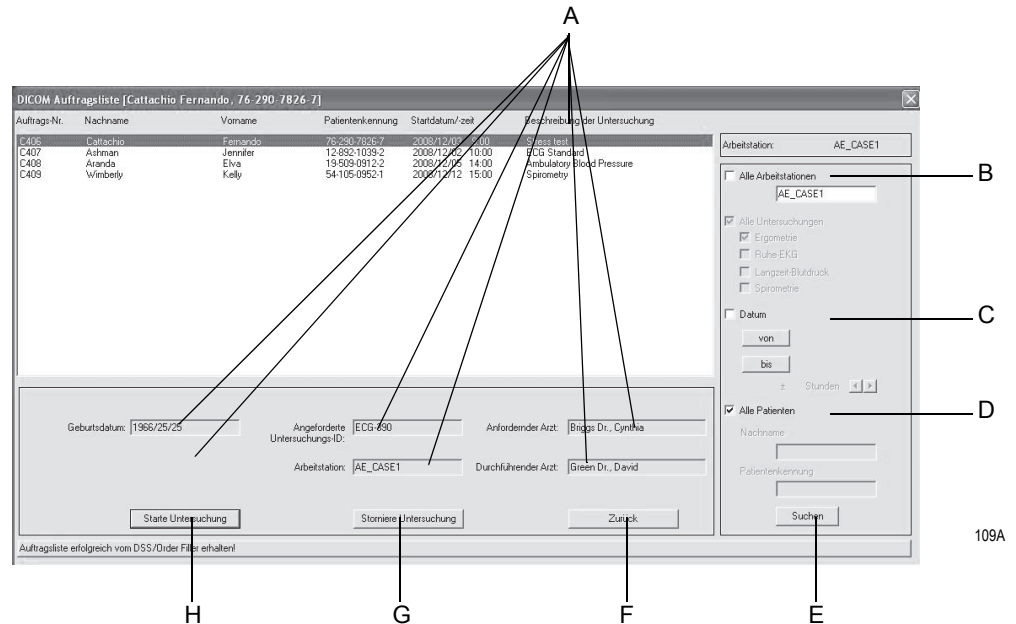 A
DICOM Auftragsliste [Cattachio Fernando, 76-290-7826-7]
Auftrags-Nr. Nachname Vorname Patientenkennung Startdatum/-zeit Beschreibung der Untersuchung
C406 Cattachio Fernando 76-290-7826-7 2008/12/03 Stress test
C407 Ashman Jennifer 12-892-1039-2 2008/12/02 10:00 ECG Standard
C408 Aranda Elva 19-509-0912-2 2008/12/05 14:00 Ambulatory Blood Pressure
C409 Wimberly Kelly 54-105-0952-1 2008/12/12 15:00 Spirometry
Arbeitstation: AE_CASE1
Alle Arbeitstationen
B
AE_CASE1
Alle Untersuchungen
Ergometrie
Ruhe-EKG
Langzeit-Blutdruck
Spirometrie
Datum
C
von
bis
± Stunden
Alle Patienten
D
Nachname
Patientenkennung
Suchen
Geburtsdatum: 1966/25/25 Angeforderte Untersuchungs-ID: ECG-890 Anfordernder Arzt: Briggs Dr., Cynthia
Arbeitstation: AE_CASE1 Durchführender Arzt: Green Dr., David
Starte Untersuchung Storniere Untersuchung Zurück
109A
Auftragsliste erfolgreich vom DSS/Order Filler erhalten!
H G F E